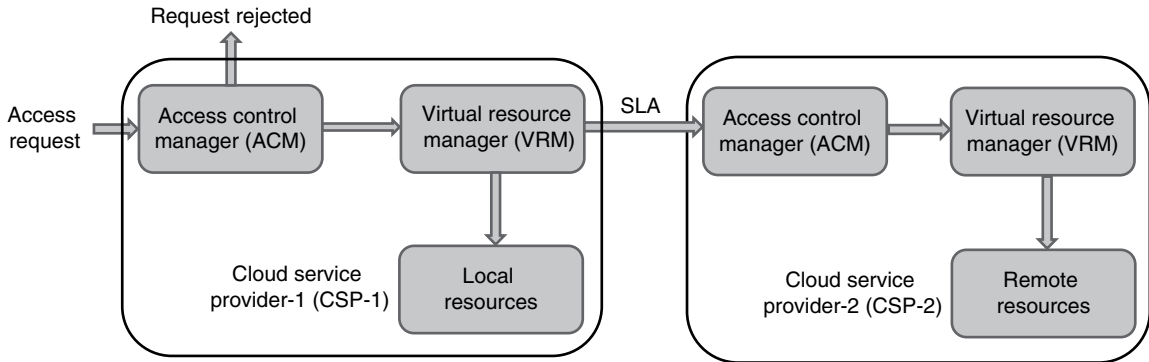 Request rejected
Access
request
Access control
manager (ACM)
Virtual resource
manager (VRM)
SLA
Access control
manager (ACM)
Virtual resource
manager (VRM)
Cloud service
provider-1 (CSP-1)
Local
resources
Cloud service
provider-2 (CSP-2)
Remote
resources